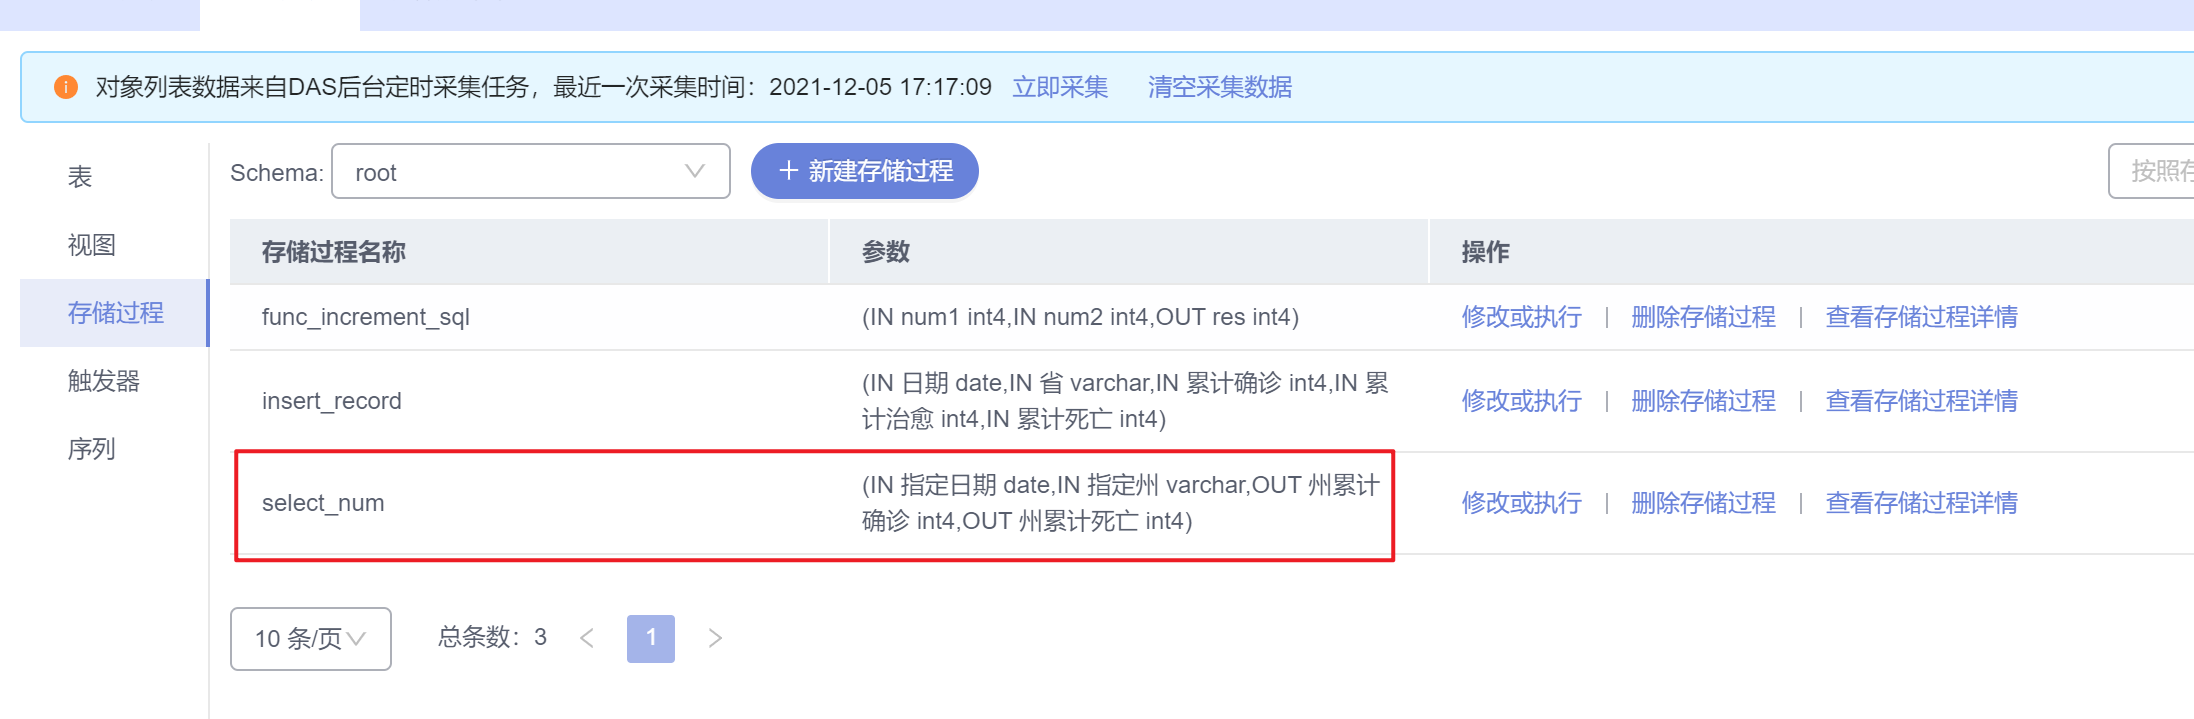 对象列表数据来自DAS后台定时采集任务，最近一次采集时间：2021-12-05 17:17:09 立即采集 清空采集数据
表
视图
存储过程
触发器
序列
Schema: root
+ 新建存储过程
按照存
存储过程名称 参数 操作
func_increment_sql (IN num1 int4,IN num2 int4,OUT res int4) 修改或执行 | 删除存储过程 | 查看存储过程详情
insert_record (IN 日期 date,IN 省 varchar,IN 累计确诊 int4,IN 累
计治愈 int4,IN 累计死亡 int4) 修改或执行 | 删除存储过程 | 查看存储过程详情
select_num (IN 指定日期 date,IN 指定州 varchar,OUT 州累计
确诊 int4,OUT 州累计死亡 int4) 修改或执行 | 删除存储过程 | 查看存储过程详情
10 条/页 总条数：3 < 1 >